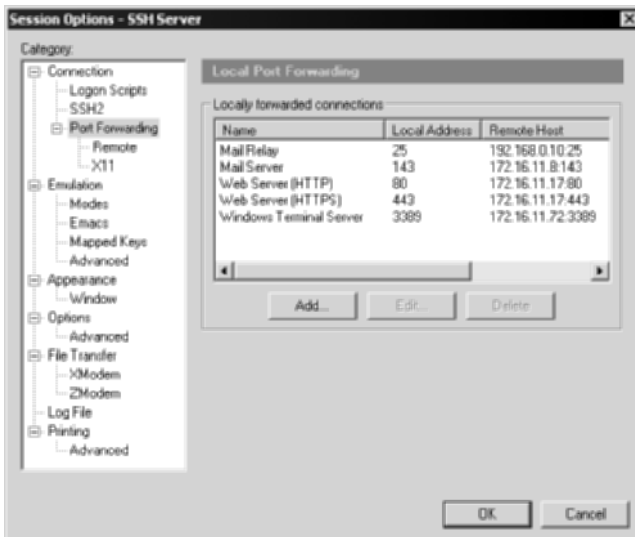 Session Options - SSH Server
Category:
Connection
Logon Scripts
SSH2
Port Forwarding
Remote
X11
Emulation
Modes
Emacs
Mapped Keys
Advanced
Appearance
Window
Options
Advanced
File Transfer
XModem
ZModem
Log File
Printing
Advanced
Local Port Forwarding
Locally forwarded connections
Name Local Address Remote Host
Mail Relay 25 192.168.0.10:25
Mail Server 143 172.16.11.8:143
Web Server (HTTP) 80 172.16.11.17:80
Web Server (HTTPS) 443 172.16.11.17:443
Windows Terminal Server 3389 172.16.11.72:3389
Add... Edit... Delete
OK Cancel